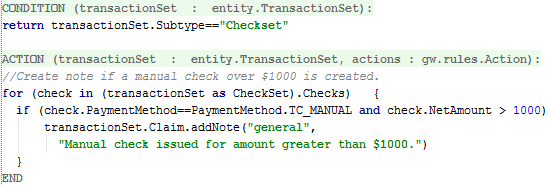 CONDITION (transactionSet : entity.TransactionSet):
return transactionSet.Subtype=="Checkset"
ACTION (transactionSet : entity.TransactionSet, actions : gw.rules.Action):
//Create note if a manual check over $1000 is created.
for (check in (transactionSet as CheckSet).Checks) {
if (check.PaymentMethod==PaymentMethod.TC_MANUAL and check.NetAmount > 1000)
transactionSet.Claim.addNote("general",
"Manual check issued for amount greater than $1000.")
}
END